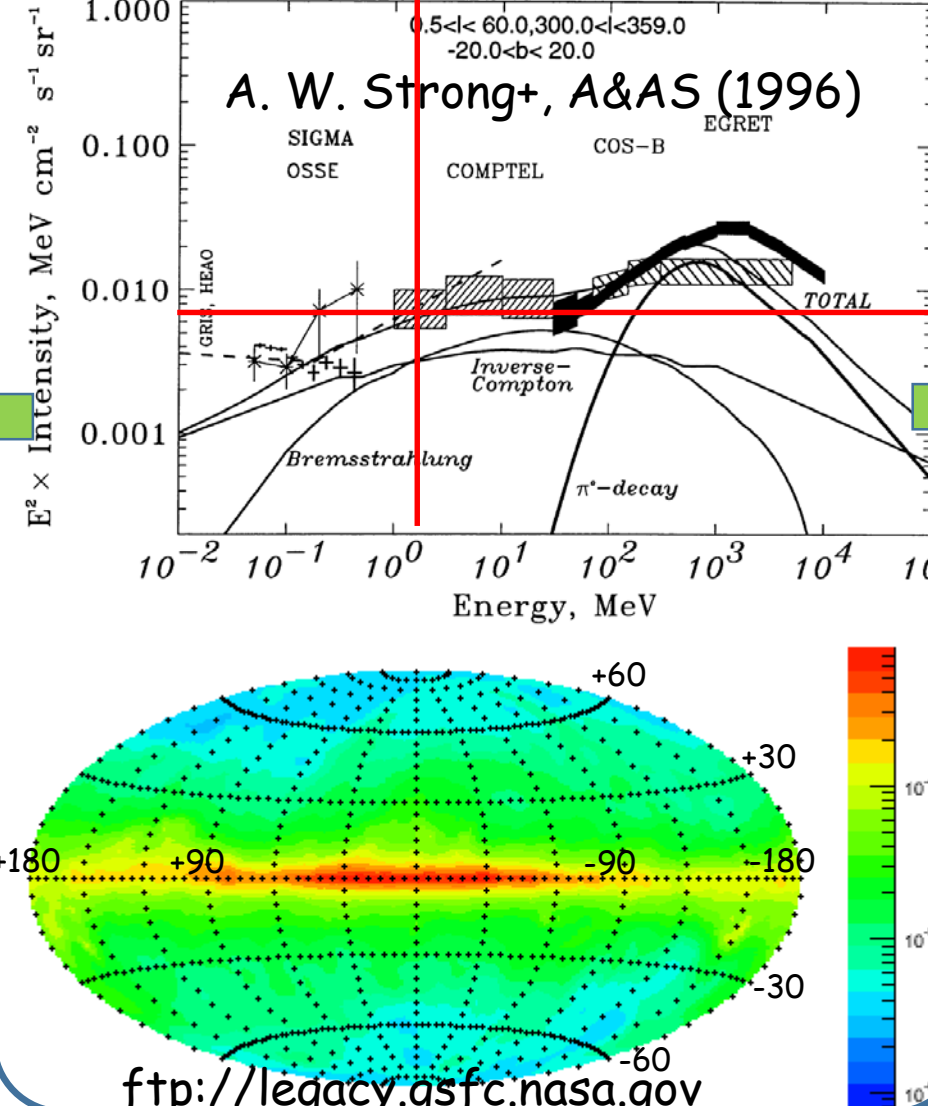 1.000
0.5<l< 60.0,300.0<l<359.0
-20.0<b< 20.0
A. W. Strong+, A&AS (1996)
EGRET
0.100
SIGMA
COS-B
OSSE
COMPTEL
GRIS, HEAO
0.010
TOTAL
Inverse-
Compton
0.001
Bremsstrahlung
π°-decay
E² × Intensity, MeV cm⁻² s⁻¹ sr⁻¹
10⁻² 10⁻¹ 10⁰ 10¹ 10² 10³ 10⁴
Energy, MeV
+60
+30
+180 +90 -90 -180
-30
-60
ftp://legacy.gsfc.nasa.gov